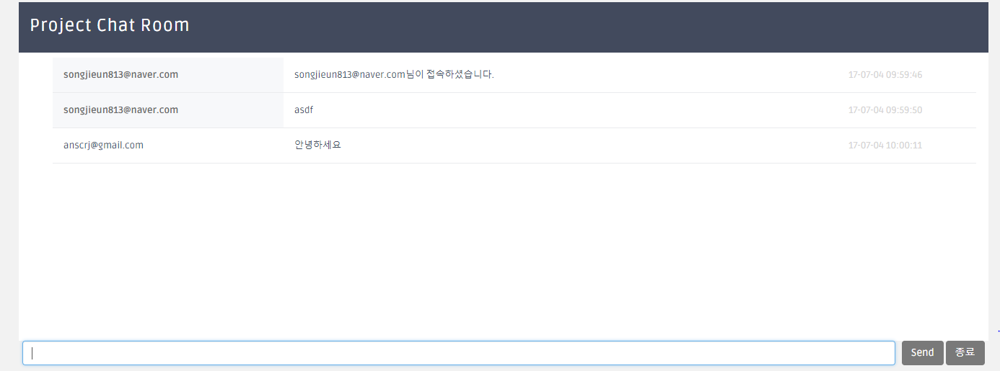 Project Chat Room
songjieun813@naver.com songjieun813@naver.com님이 접속하셨습니다. 17-07-04 09:59:46
songjieun813@naver.com asdf 17-07-04 09:59:50
anscrj@gmail.com 안녕하세요 17-07-04 10:00:11
Send 종료